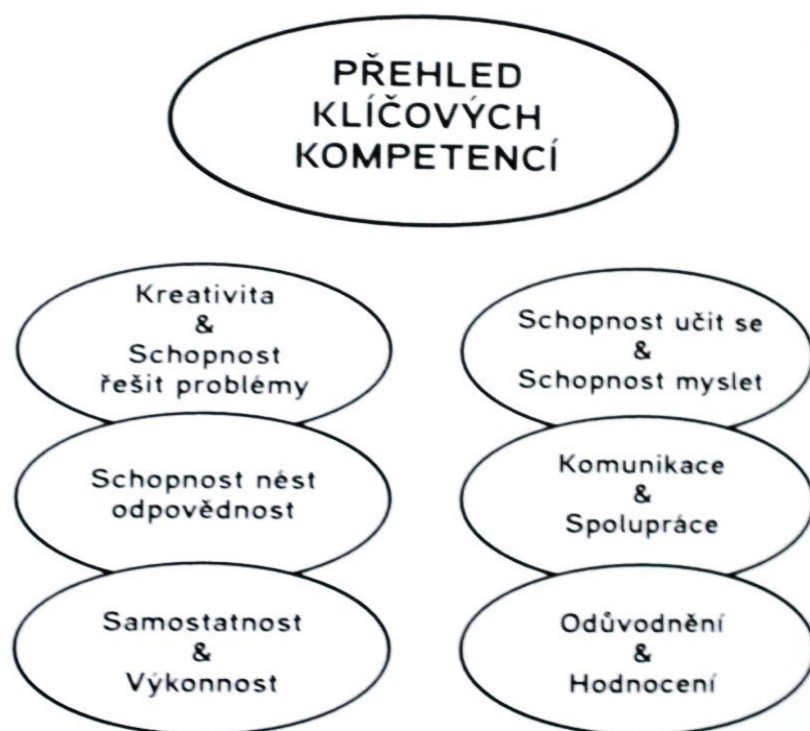 PŘEHLED
KLÍČOVÝCH
KOMPETENCÍ
Kreativita
&
Schopnost
řešit problémy
Schopnost nést
odpovědnost
Samostatnost
&
Výkonnost
Schopnost učit se
&
Schopnost myslet
Komunikace
&
Spolupráce
Odůvodnění
&
Hodnocení